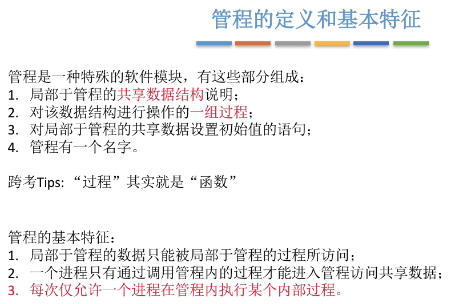 管程的定义和基本特征
管程是一种特殊的软件模块，有这些部分组成：
1. 局部于管程的共享数据结构说明；
2. 对该数据结构进行操作的一组过程；
3. 对局部于管程的共享数据设置初始值的语句；
4. 管程有一个名字。
跨考Tips: “过程”其实就是“函数”
管程的基本特征：
1. 局部于管程的数据只能被局部于管程的过程所访问；
2. 一个进程只有通过调用管程内的过程才能进入管程访问共享数据；
3. 每次仅允许一个进程在管程内执行某个内部过程。